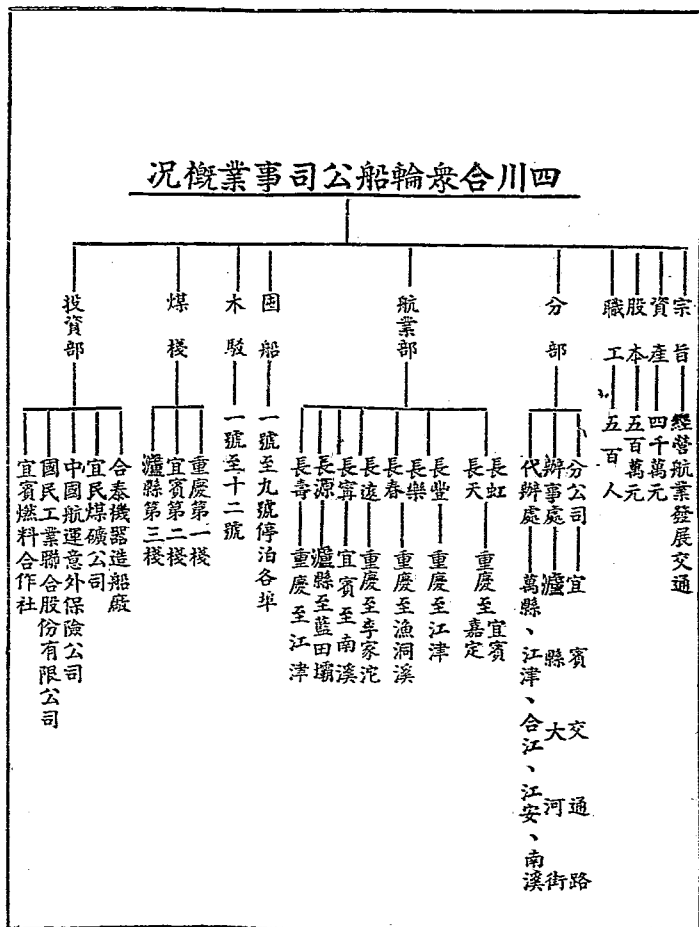 四川合衆輪船公司事業概況
宗旨 經營航業發展交通
資產 四千萬元
股本 五百萬元
職工 五百人
分部
分公司 宜賓交通路
辦事處 瀘縣大河街
代辦處 萬縣、江津、合江、江安、南溪
航業部
長虹
長天
重慶至宜賓
嘉定
長豐 重慶至江津
長樂
長春
重慶至漁洞溪
長遠 重慶至李家沱
長寗 宜賓至南溪
長源 瀘縣至藍田壩
長壽 重慶至江津
囤船 一號至九號停泊各埠
木駁 一號至十二號
煤棧
重慶第一棧
宜賓第二棧
瀘縣第三棧
投資部
合泰機器造船廠
宜民煤礦公司
中國航運意外保險公司
國民工業聯合股份有限公司
宜賓燃料合作社